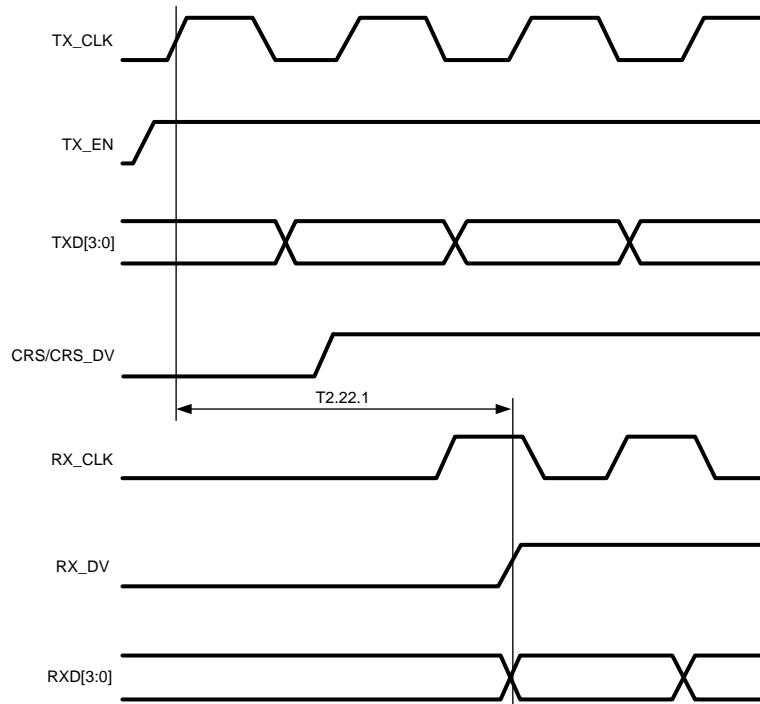 TX_CLK
TX_EN
TXD[3:0]
CRS/CRS_DV
T2.22.1
RX_CLK
RX_DV
RXD[3:0]